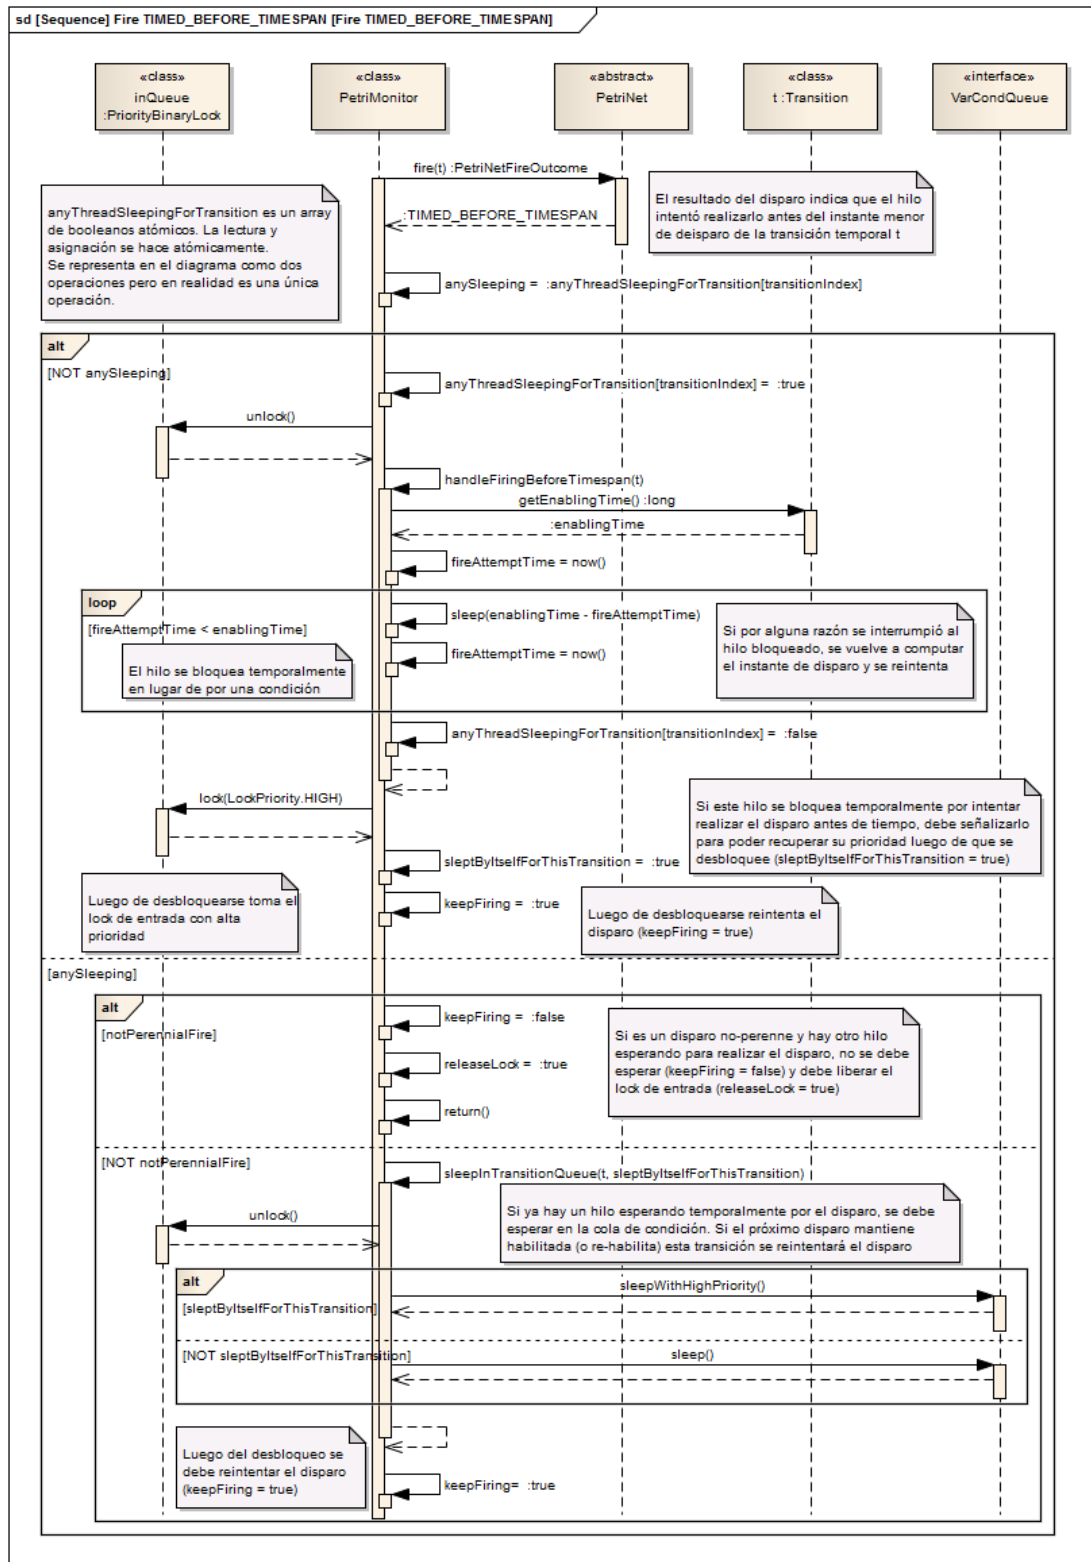 sd [Sequence] Fire TIMED_BEFORE_TIMESPAN [Fire TIMED_BEFORE_TIMESPAN]
«class»
inQueue
:PriorityBinaryLock
«class»
PetriMonitor
«abstract»
PetriNet
«class»
t :Transition
«interface»
VarCondQueue
fire(t) :PetriNetFireOutcome
:TIMED_BEFORE_TIMESPAN
El resultado del disparo indica que el hilo
intentó realizarlo antes del instante menor
de deisparo de la transición temporal t
anyThreadSleepingForTransition es un array
de booleanos atómicos. La lectura y
asignación se hace atómicamente.
Se representa en el diagrama como dos
operaciones pero en realidad es una única
operación.
anySleeping = :anyThreadSleepingForTransition[transitionIndex]
alt
[NOT anySleeping]
anyThreadSleepingForTransition[transitionIndex] = :true
unlock()
handleFiringBeforeTimespan(t)
getEnablingTime() :long
:enablingTime
fireAttemptTime = now()
loop
[fireAttemptTime < enablingTime]
sleep(enablingTime - fireAttemptTime)
fireAttemptTime = now()
El hilo se bloquea temporalmente
en lugar de por una condición
Si por alguna razón se interrumpió al
hilo bloqueado, se vuelve a computar
el instante de disparo y se reintenta
anyThreadSleepingForTransition[transitionIndex] = :false
lock(LockPriority.HIGH)
Si este hilo se bloquea temporalmente por intentar
realizar el disparo antes de tiempo, debe señalizarlo
para poder recuperar su prioridad luego de que se
desbloquee (sleptByItselfForThisTransition = true)
sleptByItselfForThisTransition = :true
Luego de desbloquearse toma el
lock de entrada con alta
prioridad
keepFiring = :true
Luego de desbloquearse reintenta el
disparo (keepFiring = true)
[anySleeping]
alt
[notPerennialFire]
keepFiring = :false
releaseLock = :true
return()
Si es un disparo no-perenne y hay otro hilo
esperando para realizar el disparo, no se debe
esperar (keepFiring = false) y debe liberar el
lock de entrada (releaseLock = true)
[NOT notPerennialFire]
sleepInTransitionQueue(t, sleptByItselfForThisTransition)
unlock()
Si ya hay un hilo esperando temporalmente por el disparo, se debe
esperar en la cola de condición. Si el próximo disparo mantiene
habilitada (o re-habilita) esta transición se reintentará el disparo
alt
[sleptByItselfForThisTransition]
sleepWithHighPriority()
[NOT sleptByItselfForThisTransition]
sleep()
Luego del desbloqueo se
debe reintentar el disparo
(keepFiring = true)
keepFiring= :true